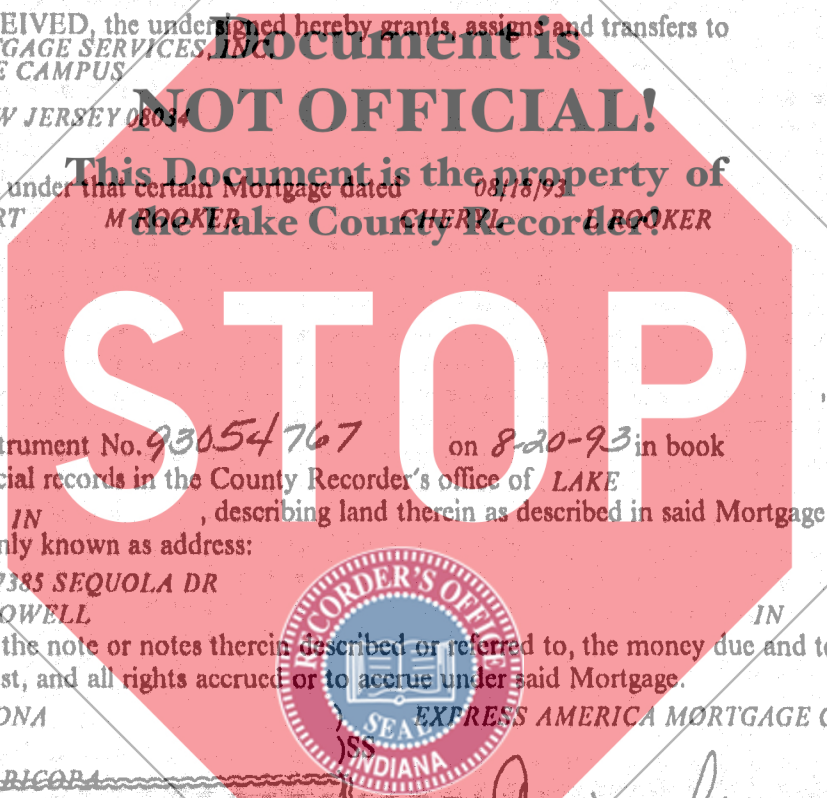 EIVED, the undersigned hereby grants, assigns and transfers to
GAGE SERVICES, INC.
E CAMPUS
W JERSEY 08034
Document is
NOT OFFICIAL!
This Document is the property of
the Lake County Recorder!
under that certain Mortgage dated 08/18/93
RT M ROOKER CHERYL L ROOKER
STOP
trument No. 93054767 on 8-20-93 in book
cial records in the County Recorder's office of LAKE
IN , describing land therein as described in said Mortgage
nly known as address:
7385 SEQUOLA DR
OWELL IN
the note or notes therein described or referred to, the money due and to
st, and all rights accrued or to accrue under said Mortgage.
ONA ) EXPRESS AMERICA MORTGAGE C
)SS
RICOPA
RECORDER'S OFFICE
SEAL
INDIANA